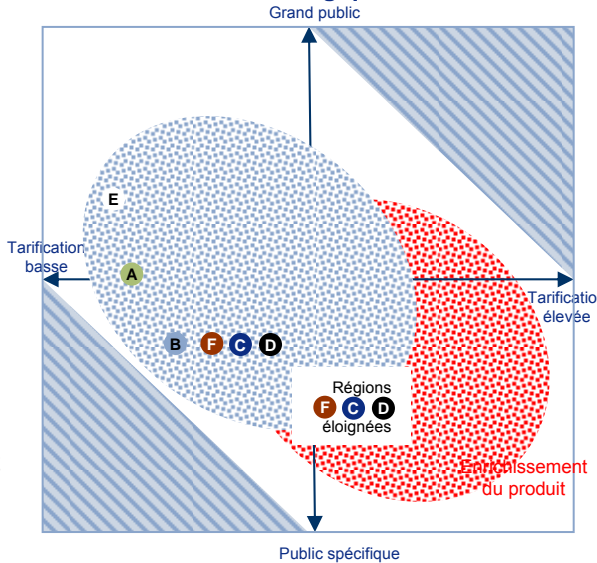 Grand public
E
Tarification
basse
A
Tarificatio
élevée
B F C D
Régions
F C D
éloignées
Enrichissement
du produit
Public spécifique